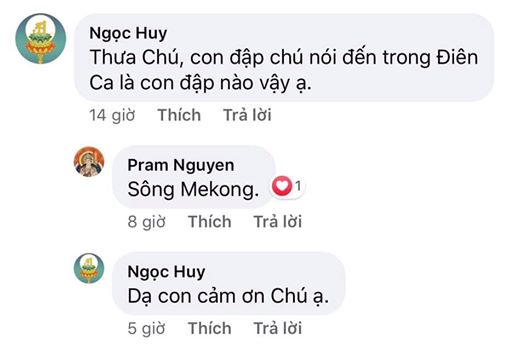 Ngọc Huy
Thưa Chú, con đập chú nói đến trong Điên
Ca là con đập nào vậy ạ.
14 giờ Thích Trả lời
Pram Nguyen
Sông Mekong.
1
8 giờ Thích Trả lời
Ngọc Huy
Dạ con cảm ơn Chú ạ.
5 giờ Thích Trả lời